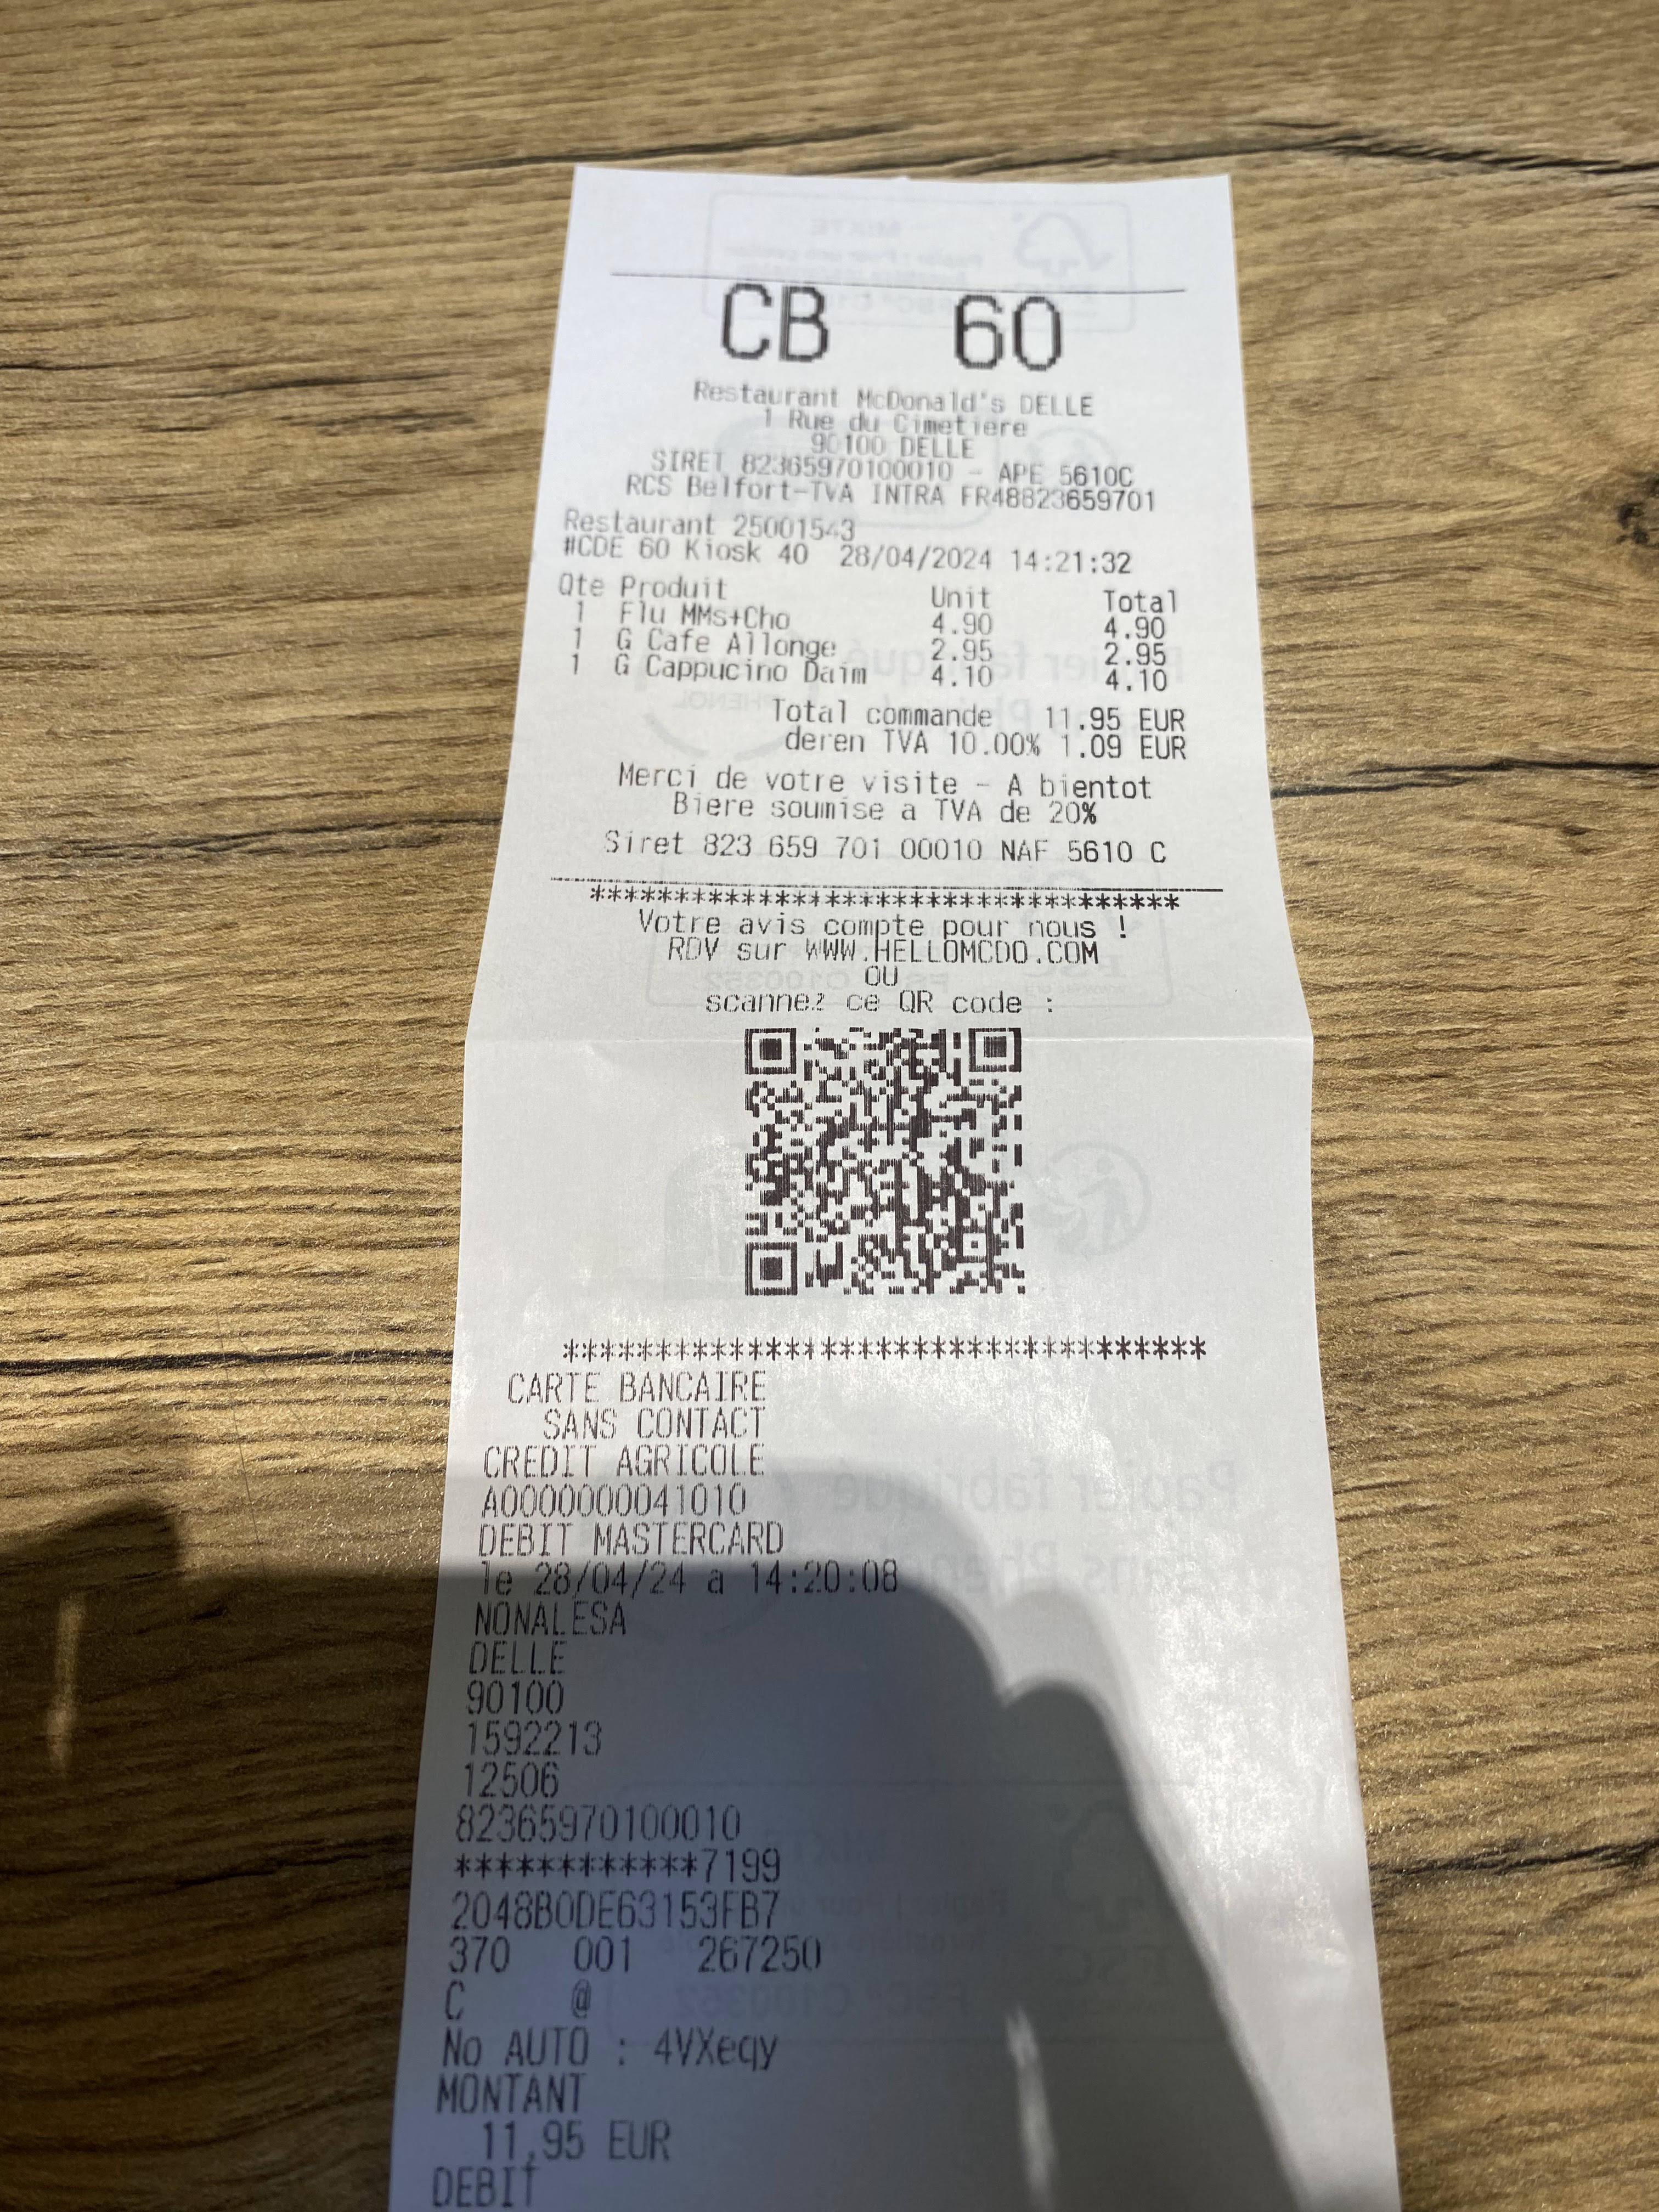 CB 60
Restaurant McDonald's DELLE
1 Rue du Cimetiere
90100 DELLE
SIRET 82365970100010 - APE 5610C
RCS Belfort-TVA INTRA FR48823659701
Restaurant 25001543
#CDE 60 Kiosk 40 28/04/2024 14:21:32
Qte Produit Unit Total
1 Flu MMs+Cho 4.90 4.90
1 G Cafe Allonge 2.95 2.95
1 G Cappucino Daim 4.10 4.10
Total commande 11.95 EUR
deren TVA 10.00% 1.09 EUR
Merci de votre visite - A bientot
Biere soumise a TVA de 20%
Siret 823 659 701 00010 NAF 5610 C
***********************************
Votre avis compte pour nous !
RDV sur WWW.HELLOMCDO.COM
OU
scannez ce QR code :
***********************************
CARTE BANCAIRE
SANS CONTACT
CREDIT AGRICOLE
A0000000041010
DEBIT MASTERCARD
le 28/04/24 a 14:20:08
NONALESA
DELLE
90100
1592213
12506
82365970100010
************7199
2048B0DE63153FB7
370 001 267250
C @
No AUTO : 4VXeqy
MONTANT
11,95 EUR
DEBIT